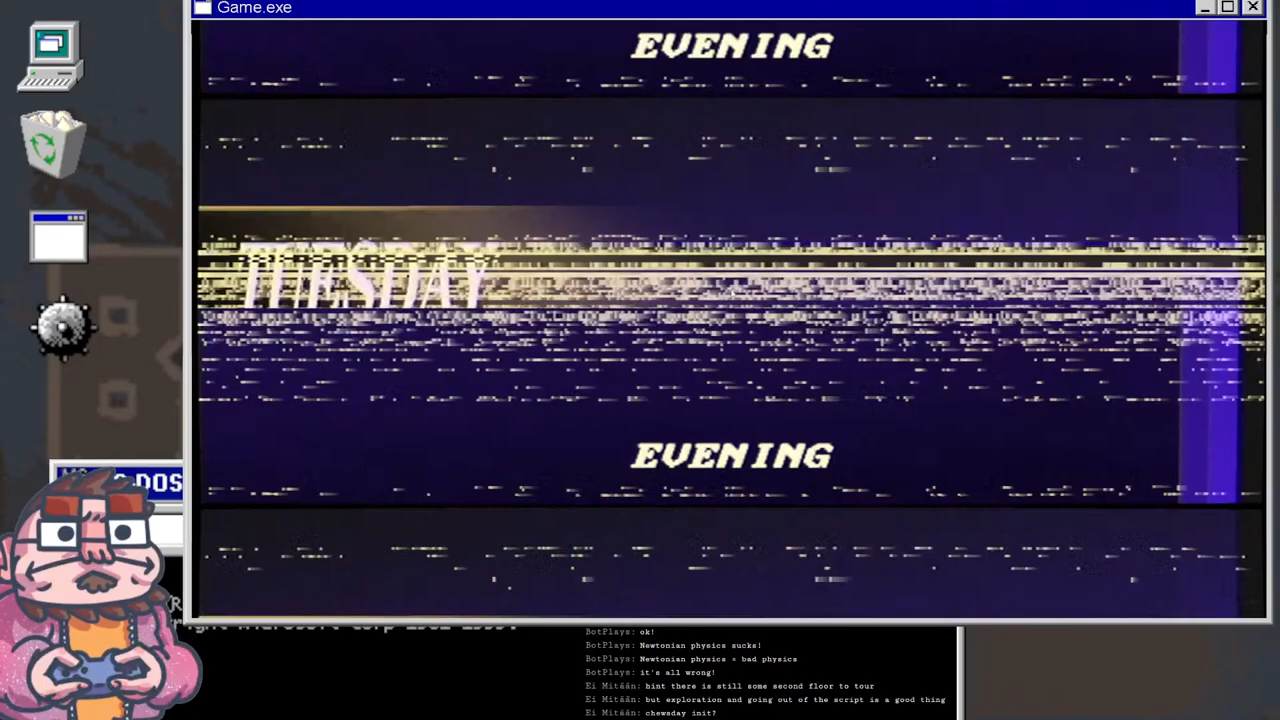 Game.exe
EVENING
TUESDAY
EVENING
DOS
BotPlays: ok!
BotPlays: Newtonian physics sucks!
BotPlays: Newtonian physics = bad physics
BotPlays: it's all wrong!
Ei Mitään: hint there is still some second floor to tour
Ei Mitään: but exploration and going out of the script is a good thing
Ei Mitään: chewsday init?